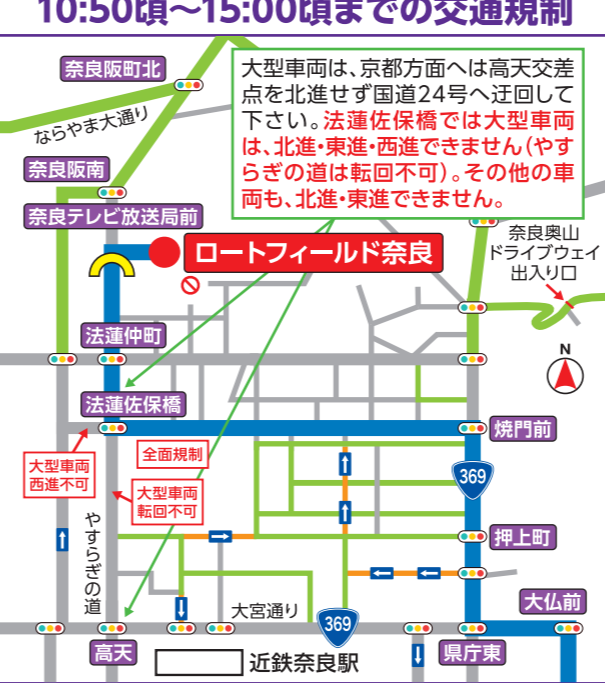 10:50頃～15:00頃までの交通規制
奈良阪町北
大型車両は、京都方面へは高天交差
点を北進せず国道24号へ迂回して
下さい。法蓮佐保橋では大型車両
は、北進・東進・西進できません(やす
らぎの道は転回不可)。その他の車
両も、北進・東進できません。
ならやま大通り
奈良阪南
奈良テレビ放送局前
ロートフィールド奈良
奈良奥山
ドライブウェイ
出入り口
法蓮仲町
N
法蓮佐保橋
焼門前
全面規制
大型車両
西進不可
369
大型車両
転回不可
やすらぎの道
押上町
大仏前
大宮通り
369
高天
近鉄奈良駅
県庁東